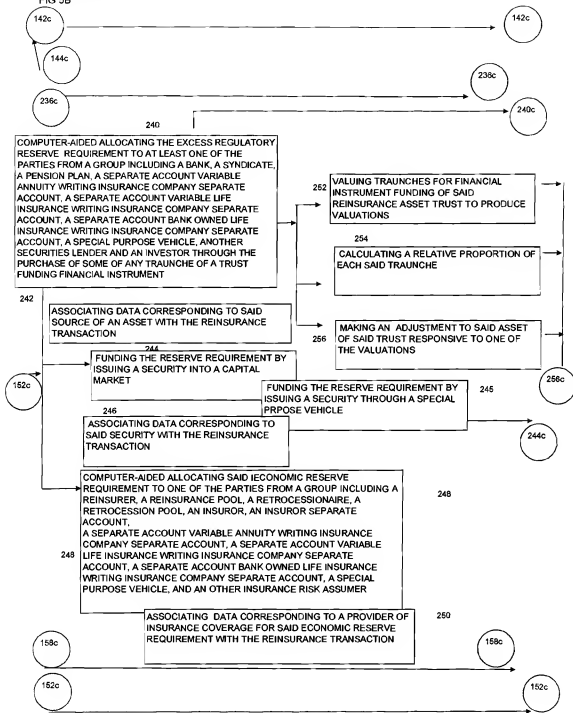 FIG 5B
142c
142c
144c
238c
236c
240c
240
COMPUTER-AIDED ALLOCATING THE EXCESS REGULATORY
RESERVE REQUIREMENT TO AT LEAST ONE OF THE
PARTIES FROM A GROUP INCLUDING A BANK, A SYNDICATE,
A PENSION PLAN, A SEPARATE ACCOUNT VARIABLE
ANNUITY WRITING INSURANCE COMPANY SEPARATE
ACCOUNT, A SEPARATE ACCOUNT VARIABLE LIFE
INSURANCE WRITING INSURANCE COMPANY SEPARATE
ACCOUNT, A SEPARATE ACCOUNT BANK OWNED LIFE
INSURANCE WRITING INSURANCE COMPANY SEPARATE
ACCOUNT, A SPECIAL PURPOSE VEHICLE, ANOTHER
SECURITIES LENDER AND AN INVESTOR THROUGH THE
PURCHASE OF SOME OF ANY TRAUNCHE OF A TRUST
FUNDING FINANCIAL INSTRUMENT
252
VALUING TRAUNCHES FOR FINANCIAL
INSTRUMENT FUNDING OF SAID
REINSURANCE ASSET TRUST TO PRODUCE
VALUATIONS
254
CALCULATING A RELATIVE PROPORTION OF
EACH SAID TRAUNCHE
256
MAKING AN ADJUSTMENT TO SAID ASSET
OF SAID TRUST RESPONSIVE TO ONE OF
THE VALUATIONS
256c
242
ASSOCIATING DATA CORRESPONDING TO SAID
SOURCE OF AN ASSET WITH THE REINSURANCE
TRANSACTION
244
FUNDING THE RESERVE REQUIREMENT BY
ISSUING A SECURITY INTO A CAPITAL
MARKET
152c
FUNDING THE RESERVE REQUIREMENT BY
ISSUING A SECURITY THROUGH A SPECIAL
PRPOSE VEHICLE
245
244c
246
ASSOCIATING DATA CORRESPONDING TO
SAID SECURITY WITH THE REINSURANCE
TRANSACTION
COMPUTER-AIDED ALLOCATING SAID IECONOMIC RESERVE
REQUIREMENT TO ONE OF THE PARTIES FROM A GROUP INCLUDING A
REINSURER, A REINSURANCE POOL, A RETROCESSIONAIRE, A
RETROCESSION POOL, AN INSUROR, AN INSUROR SEPARATE
ACCOUNT,
A SEPARATE ACCOUNT VARIABLE ANNUITY WRITING INSURANCE
COMPANY SEPARATE ACCOUNT, A SEPARATE ACCOUNT VARIABLE
LIFE INSURANCE WRITING INSURANCE COMPANY SEPARATE
ACCOUNT, A SEPARATE ACCOUNT BANK OWNED LIFE INSURANCE
WRITING INSURANCE COMPANY SEPARATE ACCOUNT, A SPECIAL
PURPOSE VEHICLE, AND AN OTHER INSURANCE RISK ASSUMER
248
248
ASSOCIATING DATA CORRESPONDING TO A PROVIDER OF
INSURANCE COVERAGE FOR SAID ECONOMIC RESERVE
REQUIREMENT WITH THE REINSURANCE TRANSACTION
250
158c
158c
152c
152c